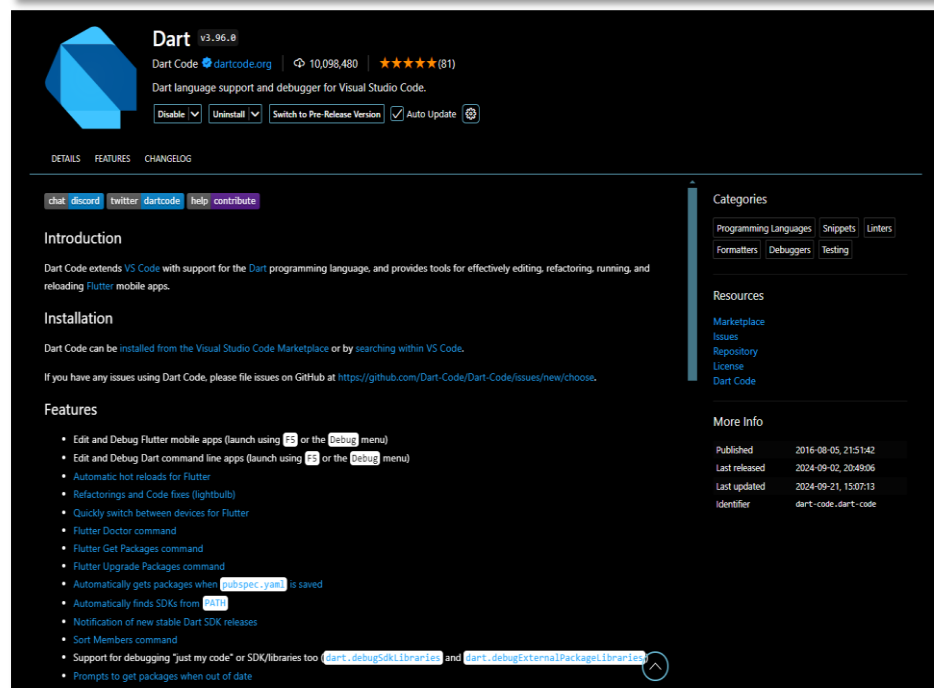 Dart v3.96.0
Dart Code dartcode.org 10,098,480 (81)
Dart language support and debugger for Visual Studio Code.
Disable Uninstall Switch to Pre-Release Version Auto Update
DETAILS FEATURES CHANGELOG
chat discord twitter dartcode help contribute
Introduction
Dart Code extends VS Code with support for the Dart programming language, and provides tools for effectively editing, refactoring, running, and
reloading Flutter mobile apps.
Installation
Dart Code can be installed from the Visual Studio Code Marketplace or by searching within VS Code.
If you have any issues using Dart Code, please file issues on GitHub at https://github.com/Dart-Code/Dart-Code/issues/new/choose.
Features
• Edit and Debug Flutter mobile apps (launch using F5 or the Debug menu)
• Edit and Debug Dart command line apps (launch using F5 or the Debug menu)
• Automatic hot reloads for Flutter
• Refactorings and Code fixes (lightbulb)
• Quickly switch between devices for Flutter
• Flutter Doctor command
• Flutter Get Packages command
• Flutter Upgrade Packages command
• Automatically gets packages when pubspec.yaml is saved
• Automatically finds SDKs from PATH
• Notification of new stable Dart SDK releases
• Sort Members command
• Support for debugging "just my code" or SDK/libraries too (dart.debugSdkLibraries and dart.debugExternalPackageLibraries)
• Prompts to get packages when out of date
Categories
Programming Languages Snippets Linters
Formatters Debuggers Testing
Resources
Marketplace
Issues
Repository
License
Dart Code
More Info
Published 2016-08-05, 21:51:42
Last released 2024-09-02, 20:49:06
Last updated 2024-09-21, 15:07:13
Identifier dart-code.dart-code